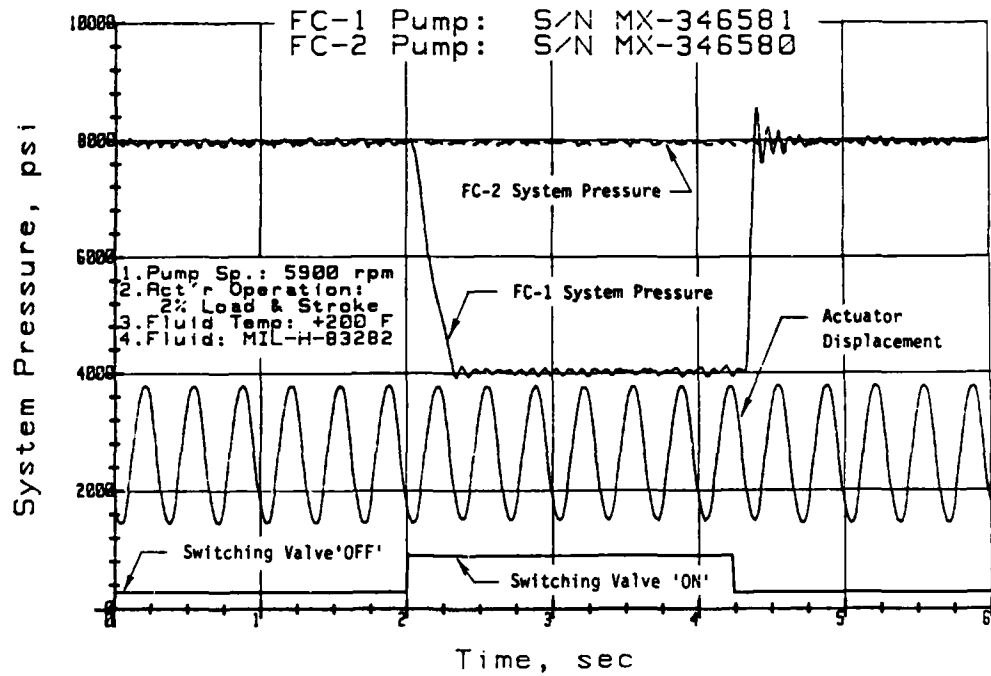 FC-1 Pump: S/N MX-346581
FC-2 Pump: S/N MX-346580
10000
8000
6000
4000
2000
0
System Pressure, psi
FC-2 System Pressure
1.Pump Sp.: 5900 rpm
2.Act'r Operation:
2% Load & Stroke
3.Fluid Temp: +200 F
4.Fluid: MIL-H-83282
FC-1 System Pressure
Actuator
Displacement
Switching Valve'OFF'
Switching Valve 'ON'
0 1 2 3 4 5 6
Time, sec